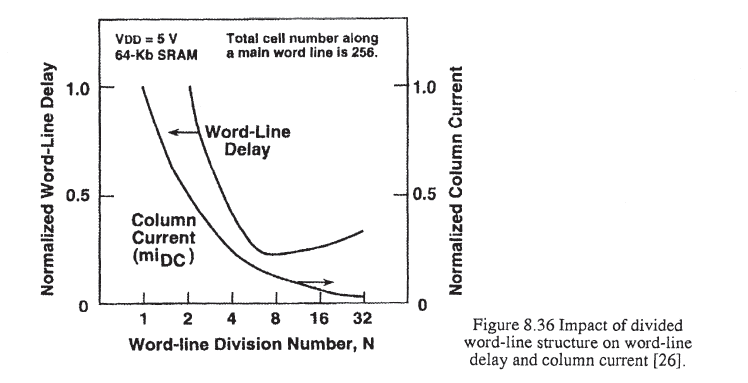 VDD = 5 V
64-Kb SRAM
Total cell number along
a main word line is 256.
Normalized Word-Line Delay
1.0
0.5
0
Word-Line
Delay
Column
Current
(miDC)
1.0
0.5
0
Normalized Column Current
1 2 4 8 16 32
Word-line Division Number, N
Figure 8.36 Impact of divided
word-line structure on word-line
delay and column current [26].